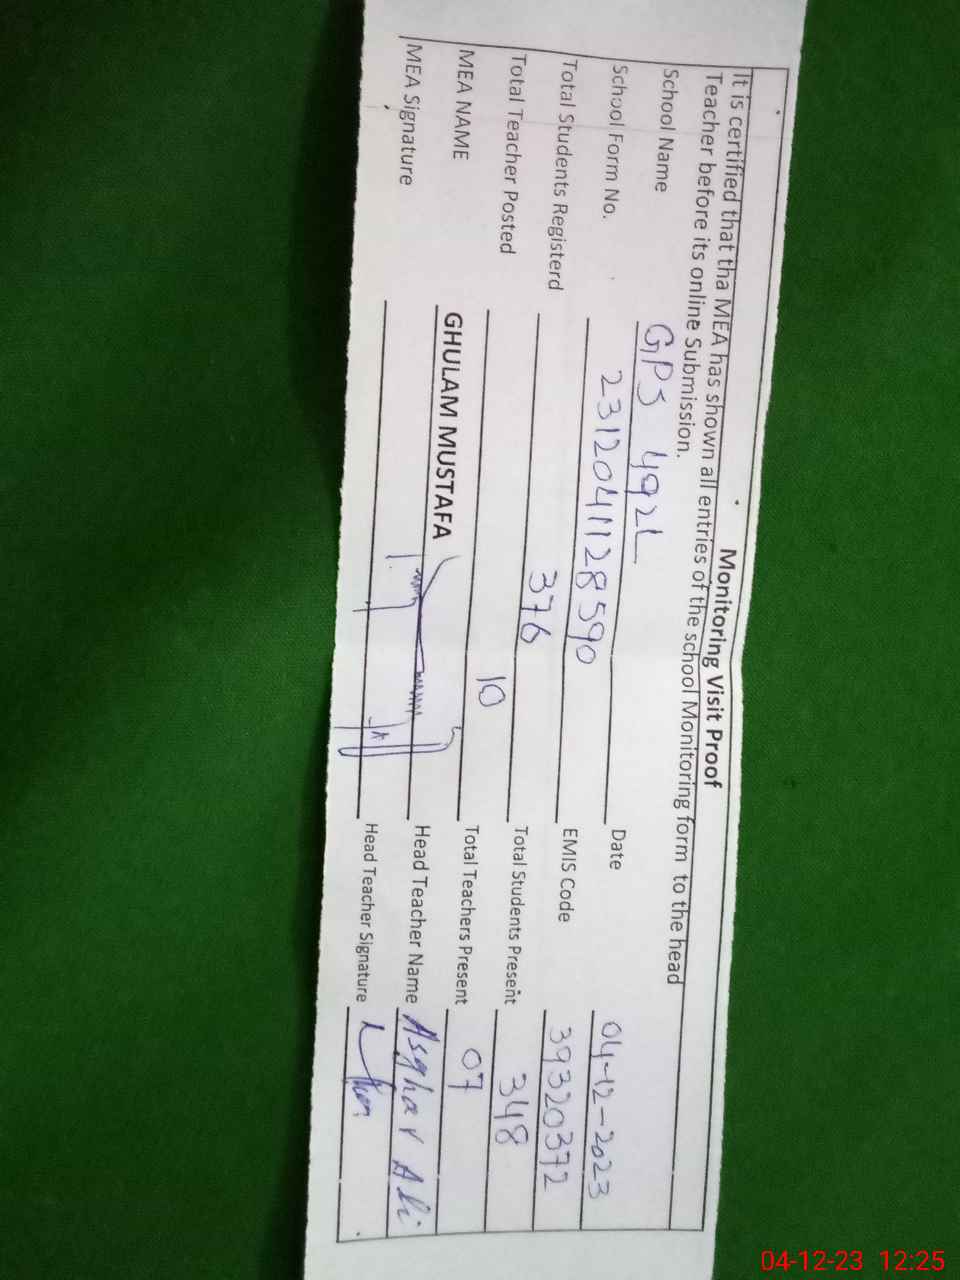 Monitoring Visit Proof
It is certified that tha MEA has shown all entries of the school Monitoring form to the head
Teacher before its online Submission.
School Name GPS 492L
School Form No. 2312041128590 Date 04-12-2023
Total Students Registerd 376 EMIS Code 39320372
Total Teacher Posted 10 Total Students Present 348
MEA NAME GHULAM MUSTAFA Total Teachers Present 07
MEA Signature Head Teacher Name Asghar Ali
Head Teacher Signature
04-12-23 12:25